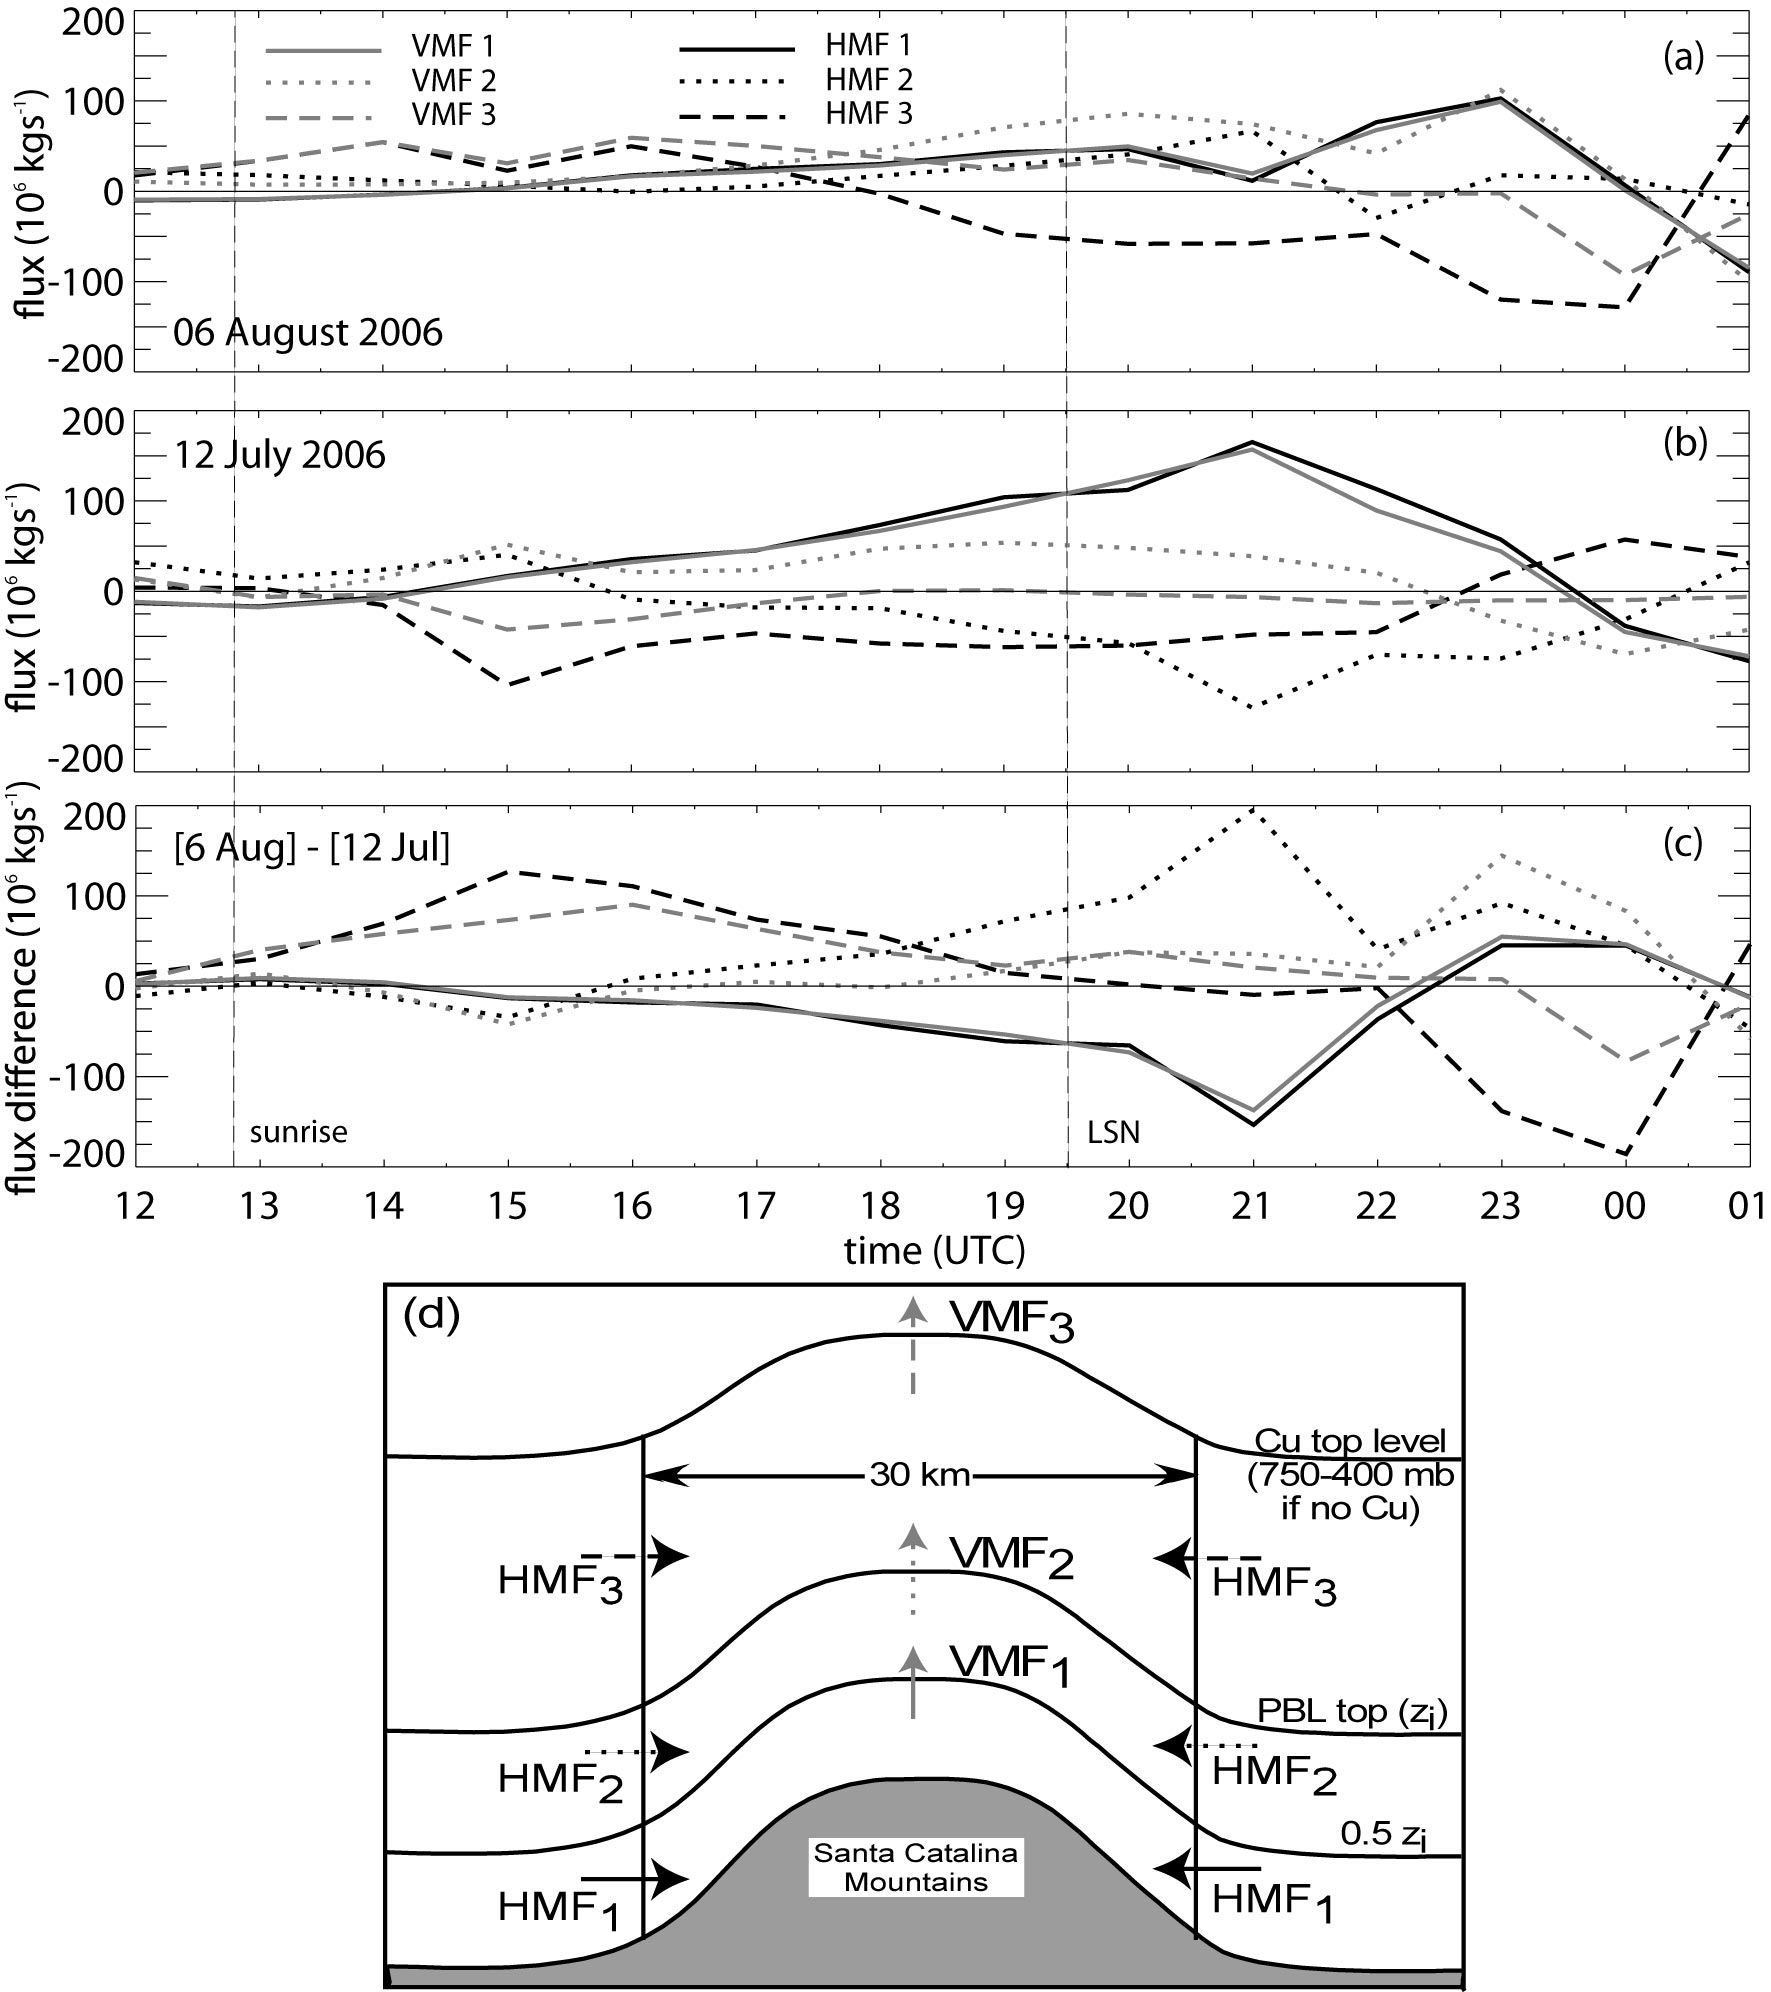 200
100
0
-100
-200
flux (10⁶ kgs⁻¹)
VMF 1
VMF 2
VMF 3
HMF 1
HMF 2
HMF 3
(a)
06 August 2006
200
100
0
-100
-200
flux (10⁶ kgs⁻¹)
12 July 2006
(b)
200
100
0
-100
-200
flux difference (10⁶ kgs⁻¹)
[6 Aug] - [12 Jul]
(c)
sunrise
LSN
12 13 14 15 16 17 18 19 20 21 22 23 00 01
time (UTC)
(d)
VMF₃
Cu top level
(750-400 mb
if no Cu)
30 km
VMF₂
HMF₃
HMF₃
VMF₁
PBL top (zᵢ)
HMF₂
HMF₂
0.5 zᵢ
Santa Catalina
Mountains
HMF₁
HMF₁